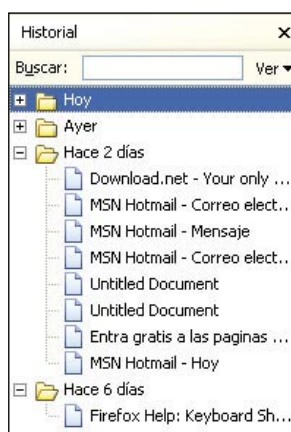 Historial
Buscar: Ver
Hoy
Ayer
Hace 2 días
Download.net - Your only ...
MSN Hotmail - Correo elect...
MSN Hotmail - Mensaje
MSN Hotmail - Correo elect...
Untitled Document
Untitled Document
Entra gratis a las paginas ...
MSN Hotmail - Hoy
Hace 6 días
Firefox Help: Keyboard Sh...